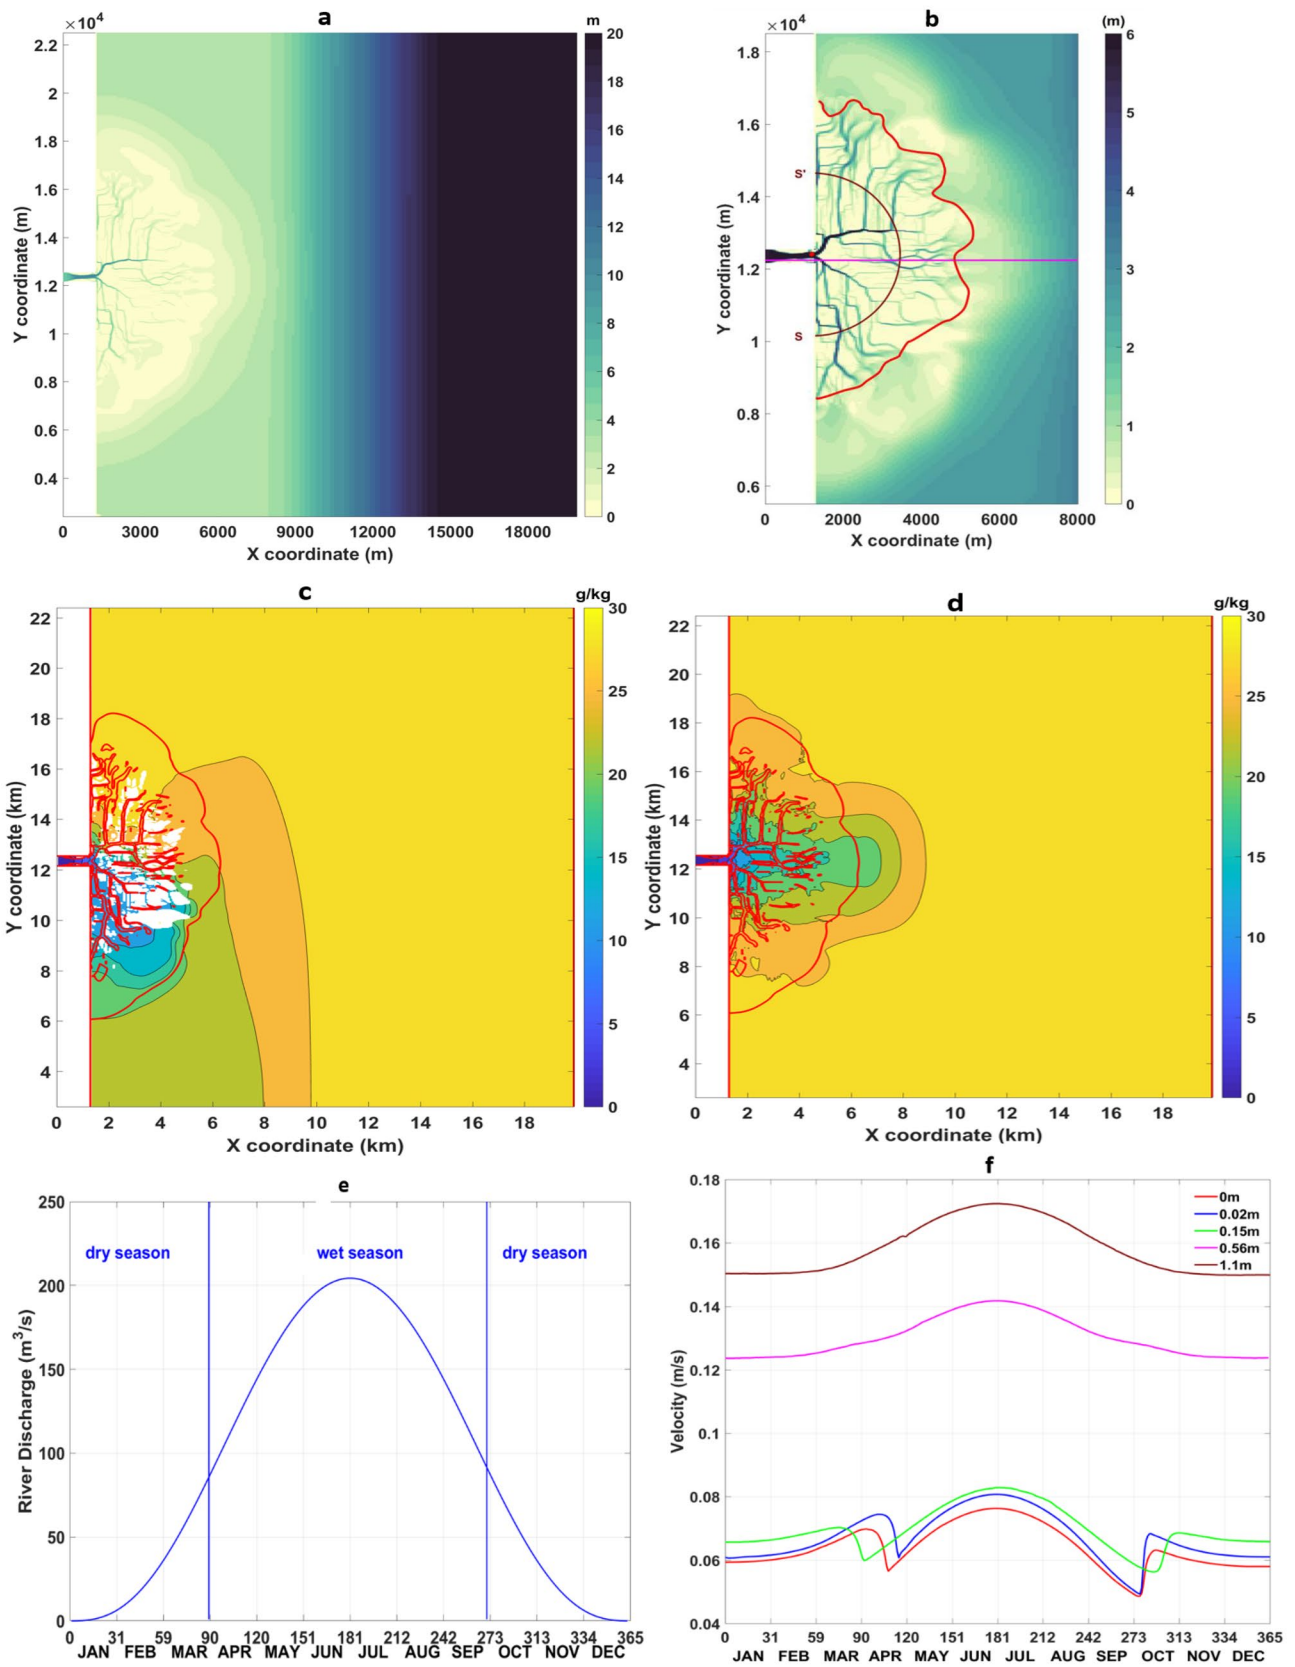 a
×10⁴
m
2.2
2
1.8
1.6
1.4
1.2
1
0.8
0.6
0.4
Y coordinate (m)
20
18
16
14
12
10
8
6
4
2
0
0 3000 6000 9000 12000 15000 18000
X coordinate (m)
b
×10⁴
(m)
1.8
1.6
1.4
1.2
1
0.8
0.6
Y coordinate (m)
S'
S
6
5
4
3
2
1
0
0 2000 4000 6000 8000
X coordinate (m)
c
g/kg
22
20
18
16
14
12
10
8
6
4
Y coordinate (km)
30
25
20
15
10
5
0
0 2 4 6 8 10 12 14 16 18
X coordinate (km)
d
g/kg
22
20
18
16
14
12
10
8
6
4
Y coordinate (km)
30
25
20
15
10
5
0
0 2 4 6 8 10 12 14 16 18
X coordinate (km)
e
250
200
150
100
50
0
River Discharge (m³/s)
dry season wet season dry season
0 31 59 90 120 151 181 212 243 273 313 334 365
JAN FEB MAR APR MAY JUN JUL AUG SEP OCT NOV DEC
f
0.18
0.16
0.14
0.12
0.1
0.08
0.06
0.04
Velocity (m/s)
0m
0.02m
0.15m
0.56m
1.1m
0 31 59 90 120 151 181 212 243 273 313 334 365
JAN FEB MAR APR MAY JUN JUL AUG SEP OCT NOV DEC